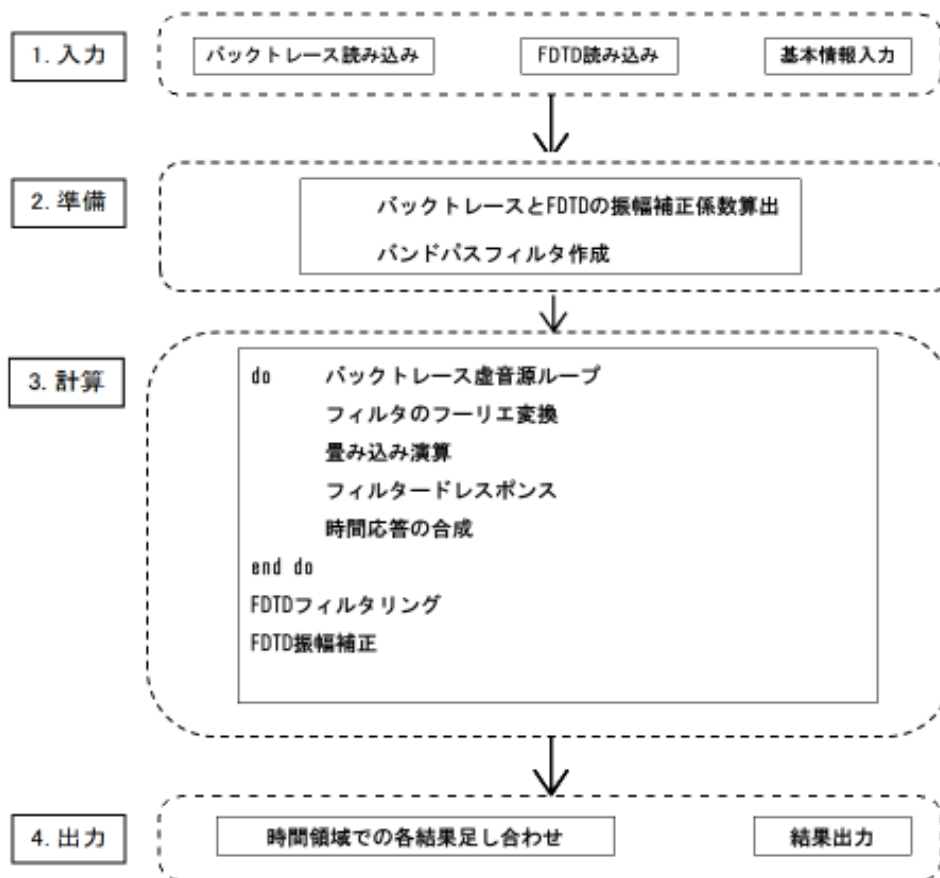 1. 入力
バックトレース読み込み
FDTD読み込み
基本情報入力
2. 準備
バックトレースとFDTDの振幅補正係数算出
バンドパスフィルタ作成
3. 計算
do バックトレース虚音源ループ
フィルタのフーリエ変換
畳み込み演算
フィルタードレスポンス
時間応答の合成
end do
FDTDフィルタリング
FDTD振幅補正
4. 出力
時間領域での各結果足し合わせ
結果出力